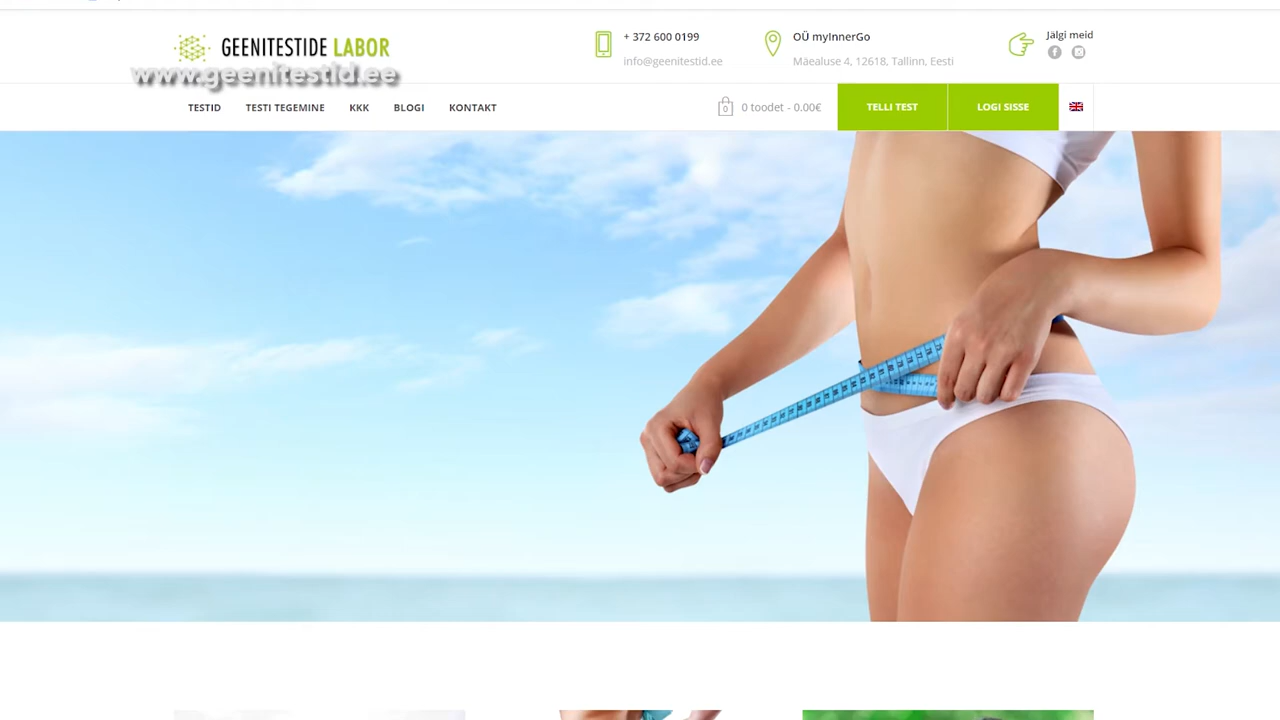 GEENITESTIDE LABOR
www.geenitestid.ee
+ 372 600 0199
info@geenitestid.ee
OÜ myInnerGo
Mäealuse 4, 12618, Tallinn, Eesti
Jälgi meid
TESTID
TESTI TEGEMINE
KKK
BLOGI
KONTAKT
0
0 toodet - 0.00€
TELLI TEST
LOGI SISSE